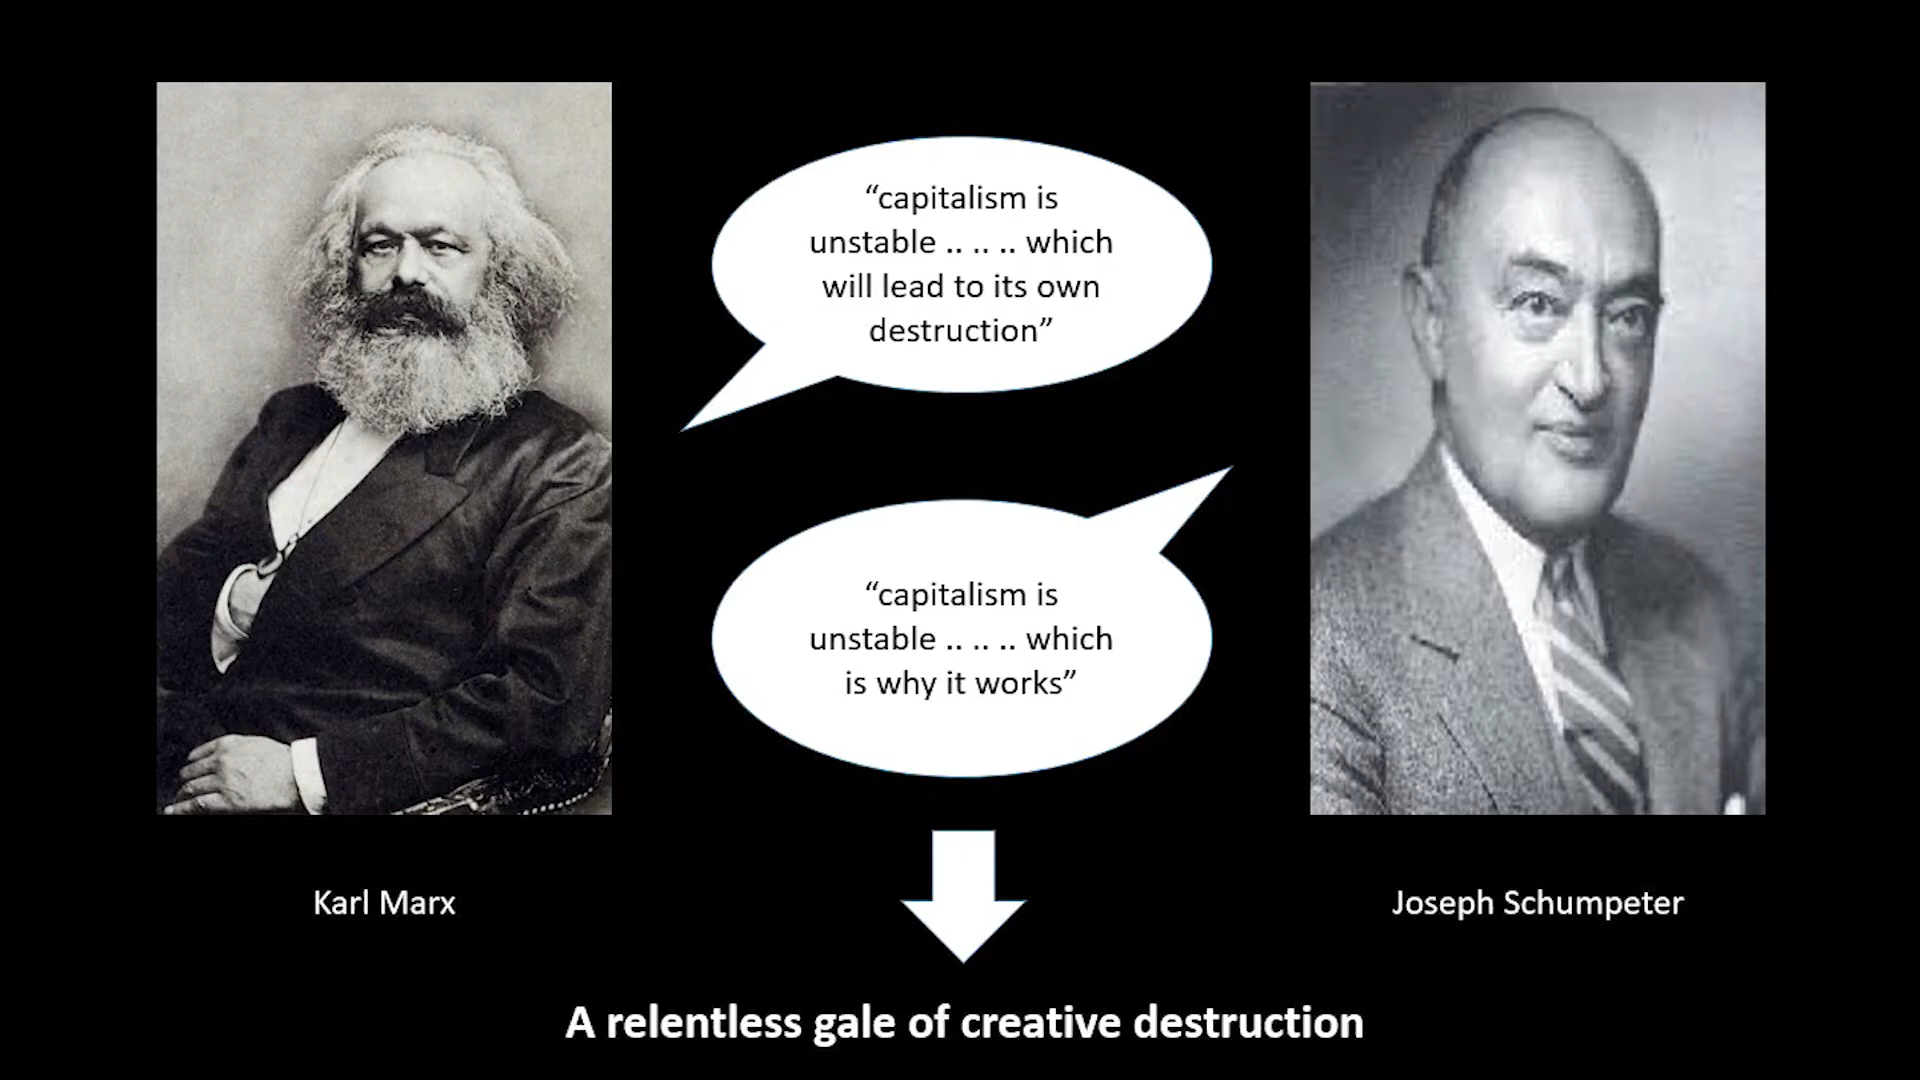 “capitalism is
unstable .. .. .. which
will lead to its own
destruction”
“capitalism is
unstable .. .. .. which
is why it works”
Karl Marx
Joseph Schumpeter
A relentless gale of creative destruction